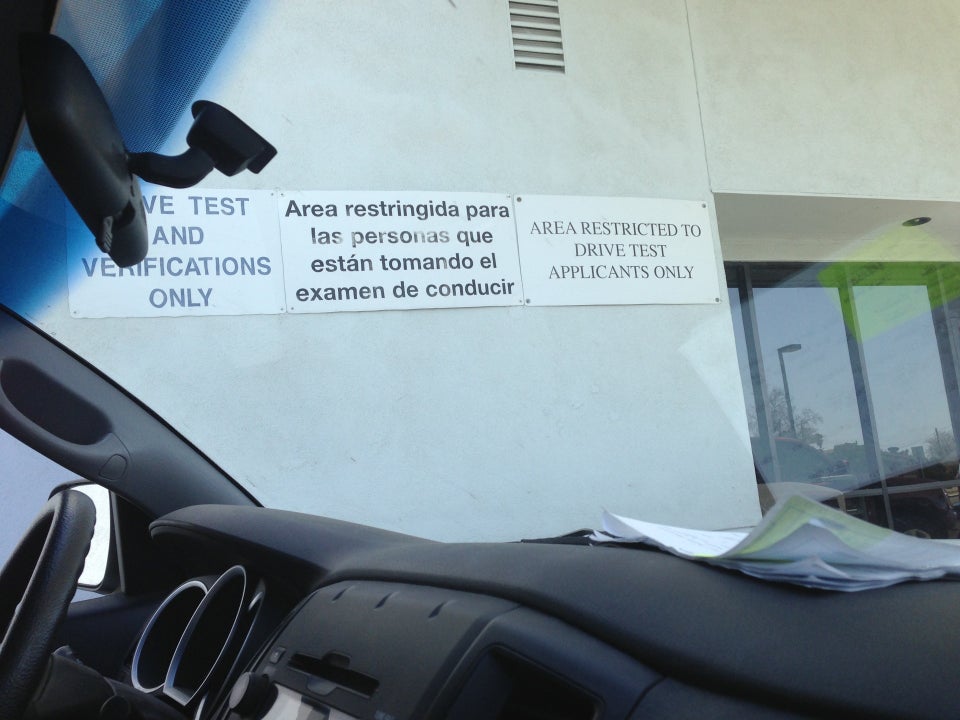 TEST
AND
VERIFICATIONS
ONLY
Area restringida para
las personas que
están tomando el
examen de conducir
AREA RESTRICTED TO
DRIVE TEST
APPLICANTS ONLY